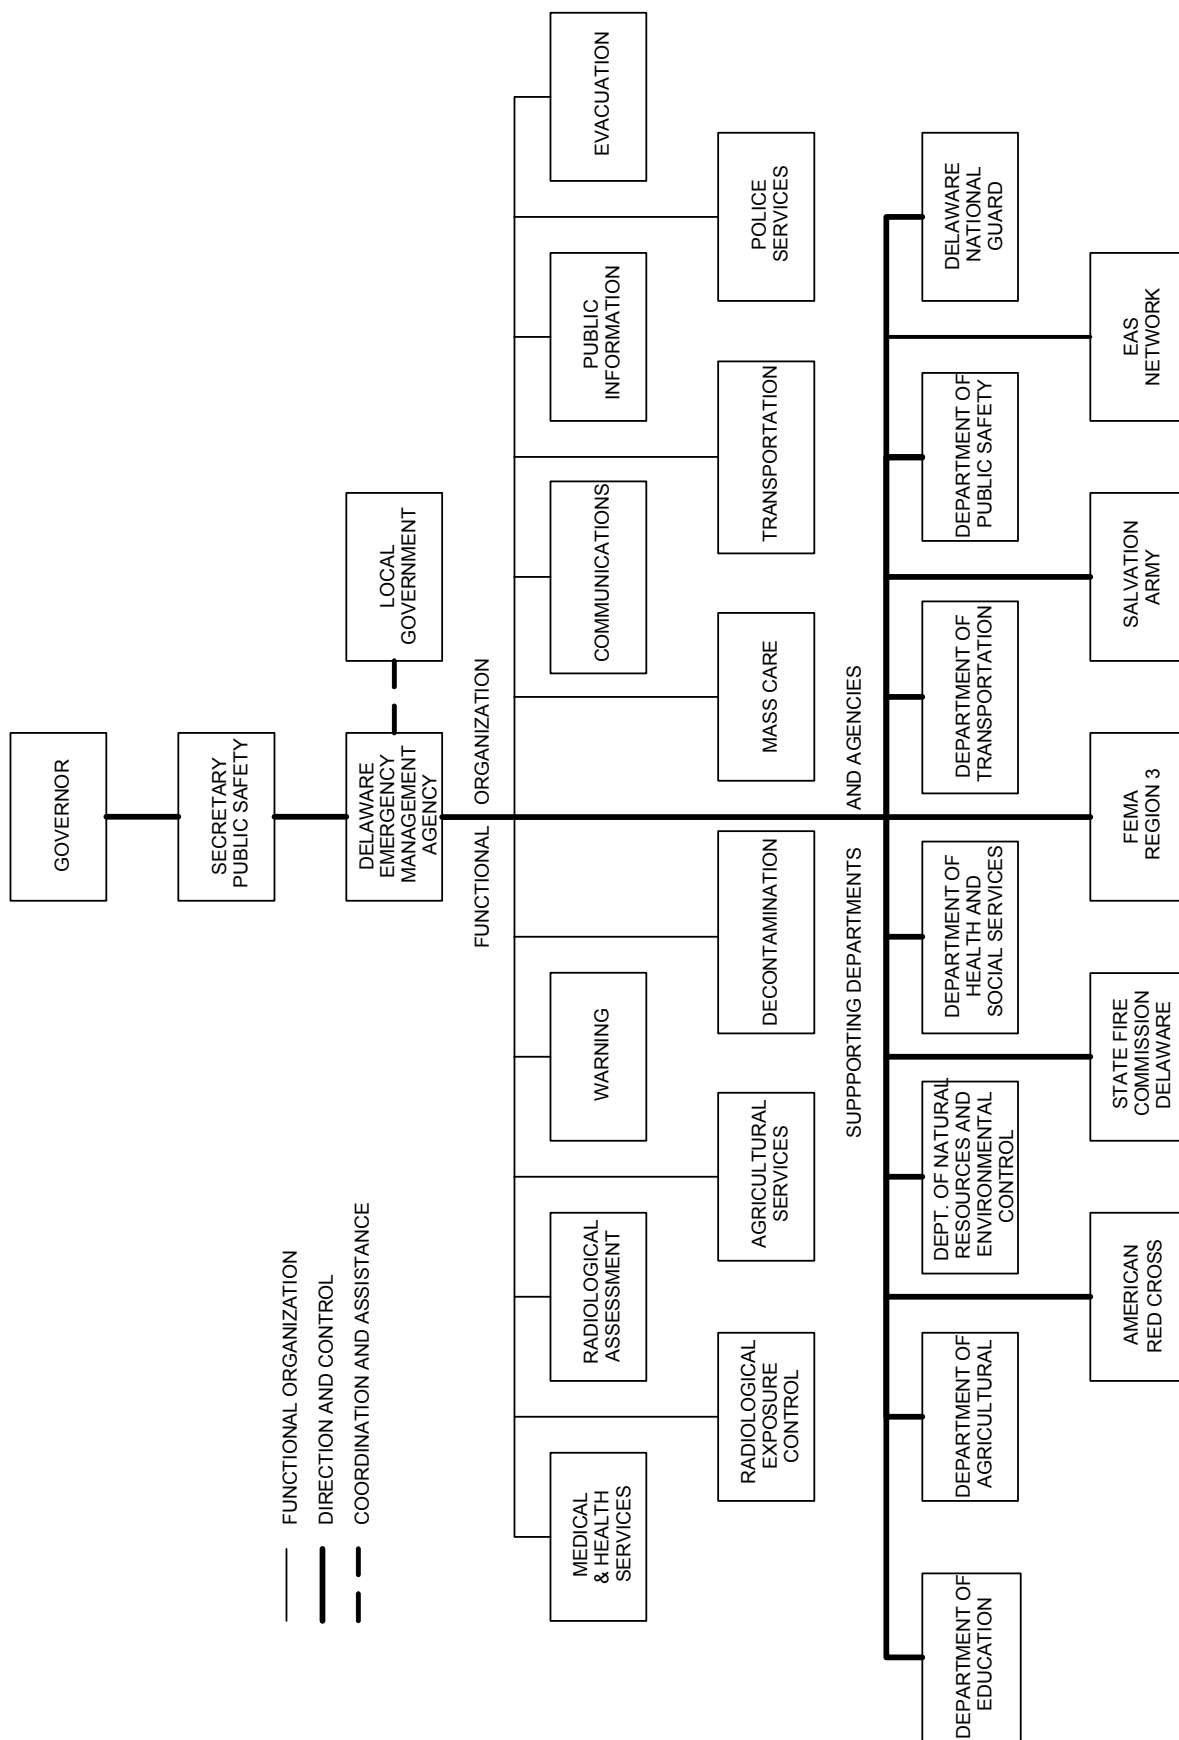 GOVERNOR
SECRETARY
PUBLIC SAFETY
DELAWARE
EMERGENCY
MANAGEMENT
AGENCY
LOCAL
GOVERNMENT
FUNCTIONAL ORGANIZATION
DIRECTION AND CONTROL
COORDINATION AND ASSISTANCE
FUNCTIONAL ORGANIZATION
MEDICAL
& HEALTH
SERVICES
RADIOLOGICAL
ASSESSMENT
WARNING
COMMUNICATIONS
PUBLIC
INFORMATION
EVACUATION
RADIOLOGICAL
EXPOSURE
CONTROL
AGRICULTURAL
SERVICES
DECONTAMINATION
MASS CARE
TRANSPORTATION
POLICE
SERVICES
SUPPPORTING DEPARTMENTS AND AGENCIES
DEPARTMENT OF
EDUCATION
DEPARTMENT OF
AGRICULTURAL
DEPT. OF NATURAL
RESOURCES AND
ENVIRONMENTAL
CONTROL
DEPARTMENT OF
HEALTH AND
SOCIAL SERVICES
DEPARTMENT OF
TRANSPORTATION
DEPARTMENT OF
PUBLIC SAFETY
DELAWARE
NATIONAL
GUARD
AMERICAN
RED CROSS
STATE FIRE
COMMISSION
DELAWARE
FEMA
REGION 3
SALVATION
ARMY
EAS
NETWORK